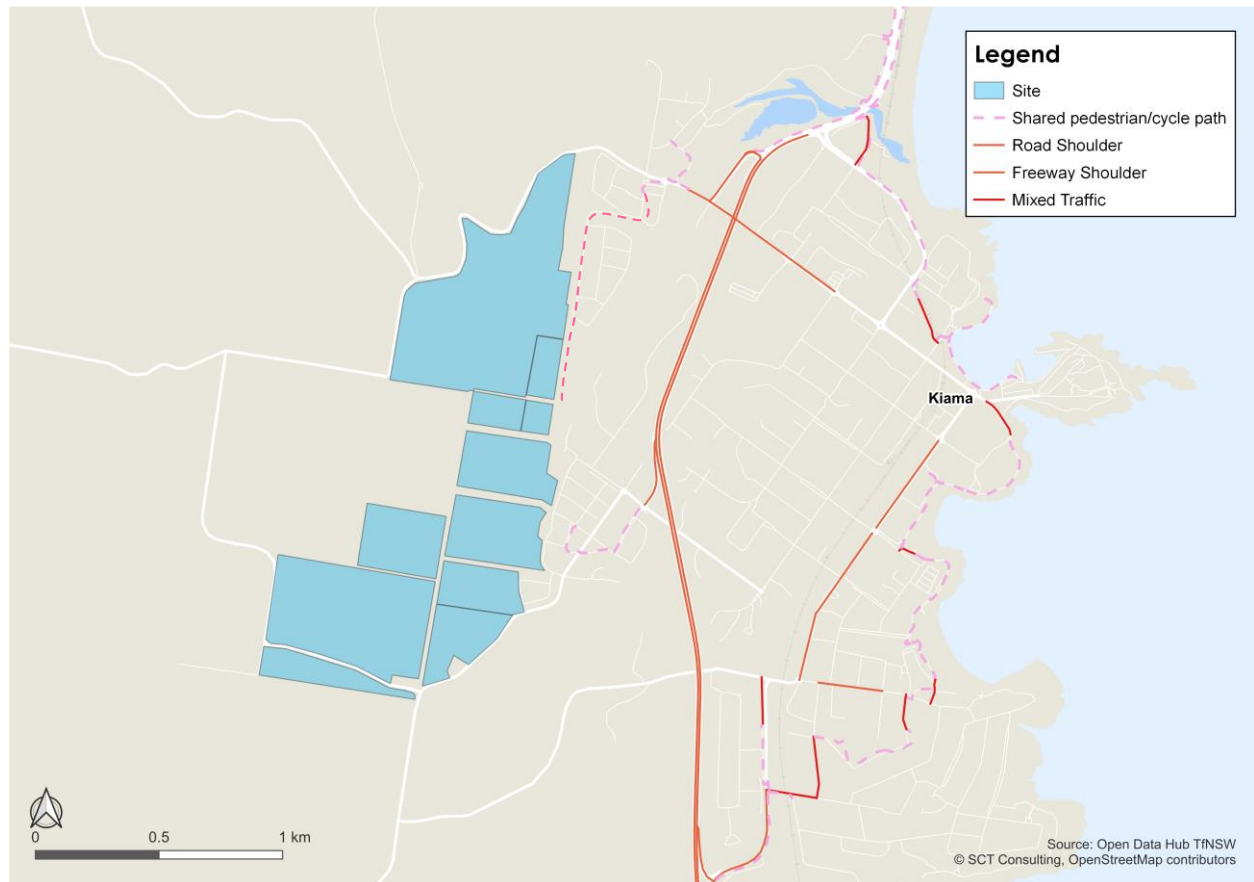 Legend
Site
Shared pedestrian/cycle path
Road Shoulder
Freeway Shoulder
Mixed Traffic
Kiama
0 0.5 1 km
Source: Open Data Hub TfNSW
© SCT Consulting, OpenStreetMap contributors